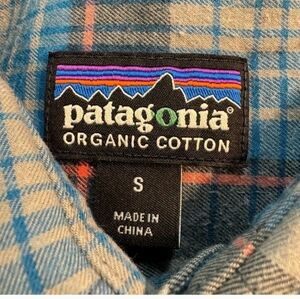 patagonia®
ORGANIC COTTON
S
MADE IN
CHINA